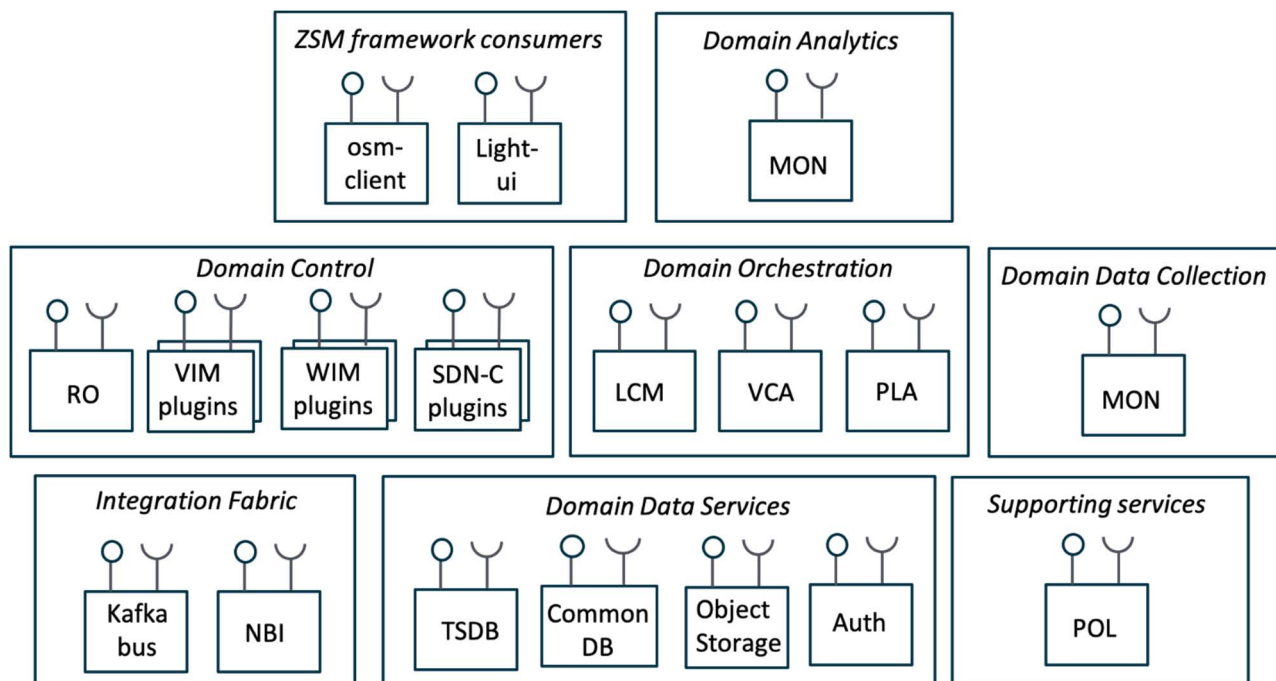 ZSM framework consumers
osm-
client
Light-
ui
Domain Analytics
MON
Domain Control
RO
VIM
plugins
WIM
plugins
SDN-C
plugins
Domain Orchestration
LCM
VCA
PLA
Domain Data Collection
MON
Integration Fabric
Kafka
bus
NBI
Domain Data Services
TSDB
Common
DB
Object
Storage
Auth
Supporting services
POL